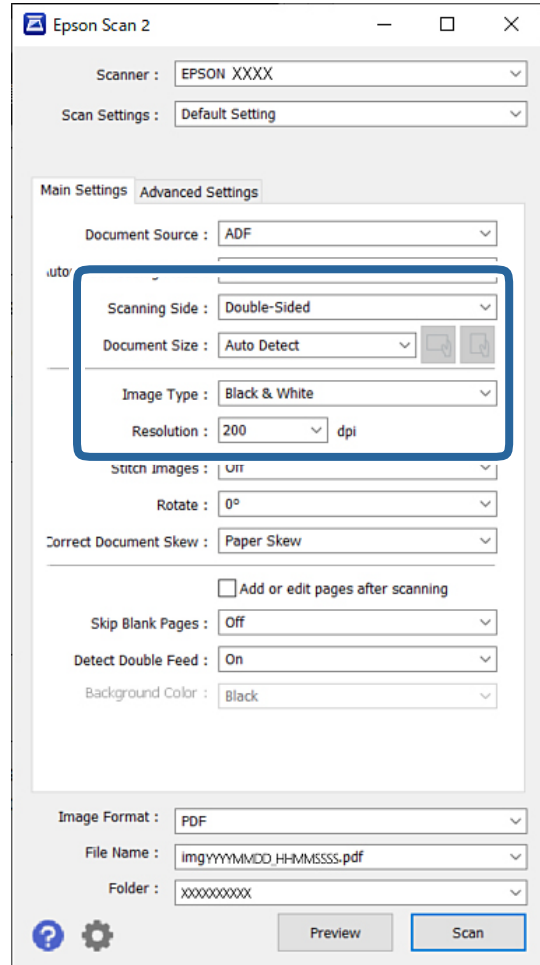 Epson Scan 2
Scanner : EPSON XXXX
Scan Settings : Default Setting
Main Settings Advanced Settings
Document Source : ADF
Scanning Side : Double-Sided
Document Size : Auto Detect
Image Type : Black & White
Resolution : 200 dpi
Stitch Images : Off
Rotate : 0°
Correct Document Skew : Paper Skew
Add or edit pages after scanning
Skip Blank Pages : Off
Detect Double Feed : On
Background Color : Black
Image Format : PDF
File Name : imgYYYYMMDD_HHMMSSSS.pdf
Folder : XXXXXXXXXX
? Preview Scan